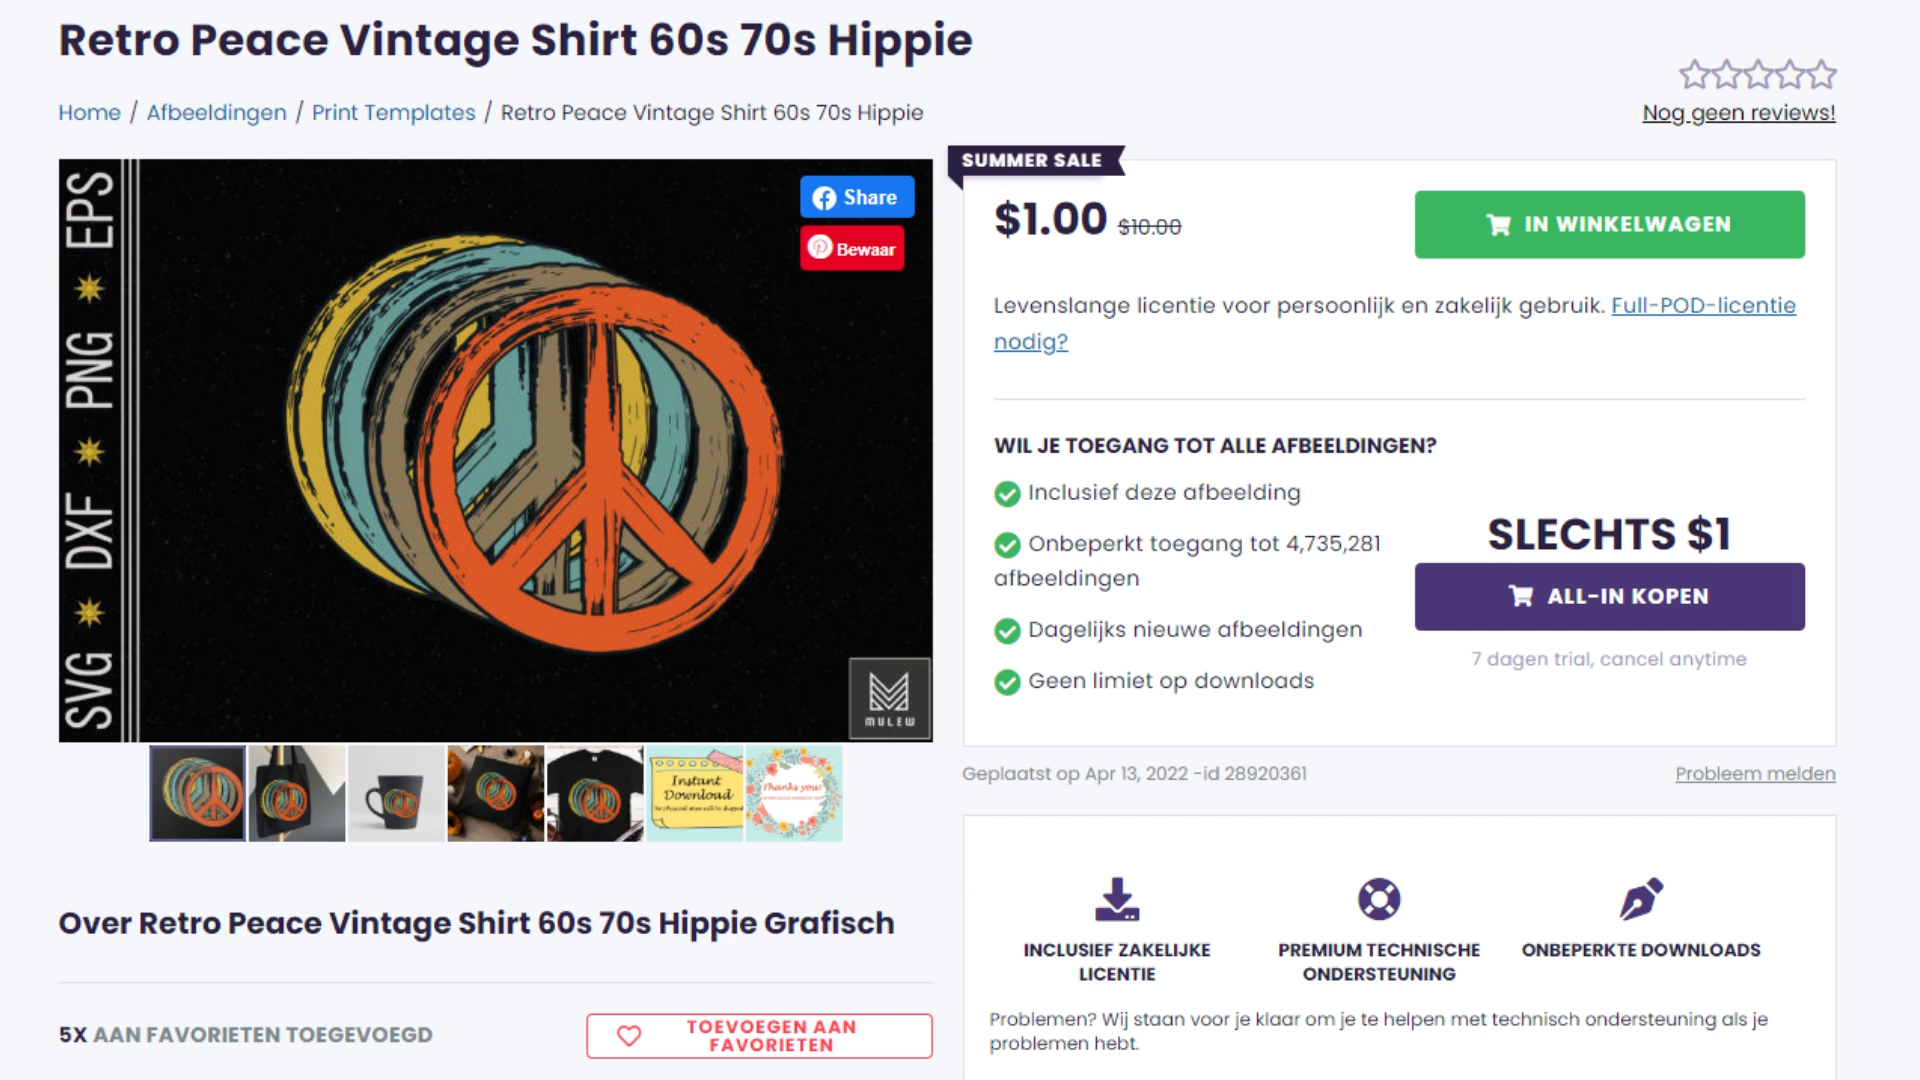 Retro Peace Vintage Shirt 60s 70s Hippie
Nog geen reviews!
Home / Afbeeldingen / Print Templates / Retro Peace Vintage Shirt 60s 70s Hippie
SVG DXF PNG EPS
Share
Bewaar
MULEW
Instant
Download
Thanks you!
SUMMER SALE
$1.00 $10.00
IN WINKELWAGEN
Levenslange licentie voor persoonlijk en zakelijk gebruik. Full-POD-licentie
nodig?
WIL JE TOEGANG TOT ALLE AFBEELDINGEN?
Inclusief deze afbeelding
Onbeperkt toegang tot 4,735,281
afbeeldingen
Dagelijks nieuwe afbeeldingen
Geen limiet op downloads
SLECHTS $1
ALL-IN KOPEN
7 dagen trial, cancel anytime
Geplaatst op Apr 13, 2022 -id 28920361
Probleem melden
Over Retro Peace Vintage Shirt 60s 70s Hippie Grafisch
5X AAN FAVORIETEN TOEGEVOEGD
TOEVOEGEN AAN
FAVORIETEN
INCLUSIEF ZAKELIJKE
LICENTIE
PREMIUM TECHNISCHE
ONDERSTEUNING
ONBEPERKTE DOWNLOADS
Problemen? Wij staan voor je klaar om je te helpen met technisch ondersteuning als je
problemen hebt.